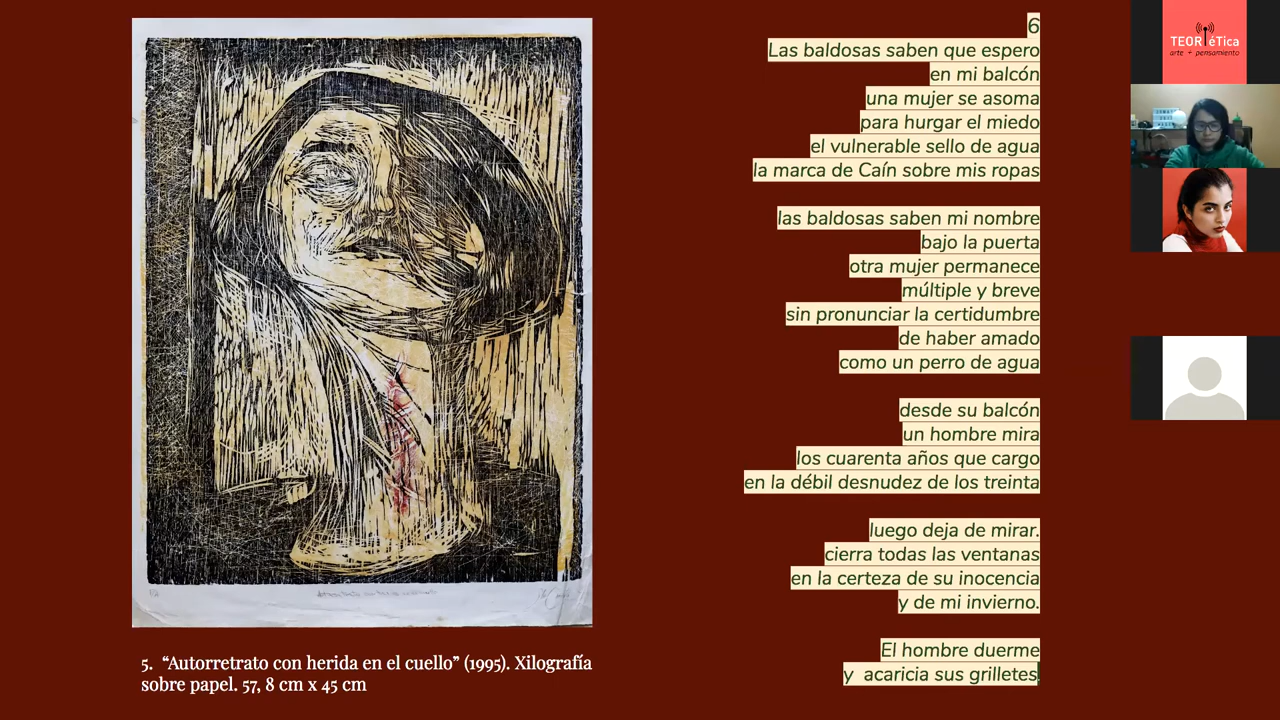 6
Las baldosas saben que espero
en mi balcón
una mujer se asoma
para hurgar el miedo
el vulnerable sello de agua
la marca de Caín sobre mis ropas
las baldosas saben mi nombre
bajo la puerta
otra mujer permanece
múltiple y breve
sin pronunciar la certidumbre
de haber amado
como un perro de agua
desde su balcón
un hombre mira
los cuarenta años que cargo
en la débil desnudez de los treinta
luego deja de mirar.
cierra todas las ventanas
en la certeza de su inocencia
y de mi invierno.
El hombre duerme
y acaricia sus grilletes
5. “Autorretrato con herida en el cuello” (1995). Xilografía
sobre papel. 57, 8 cm x 45 cm
TEORéTica
arte + pensamiento